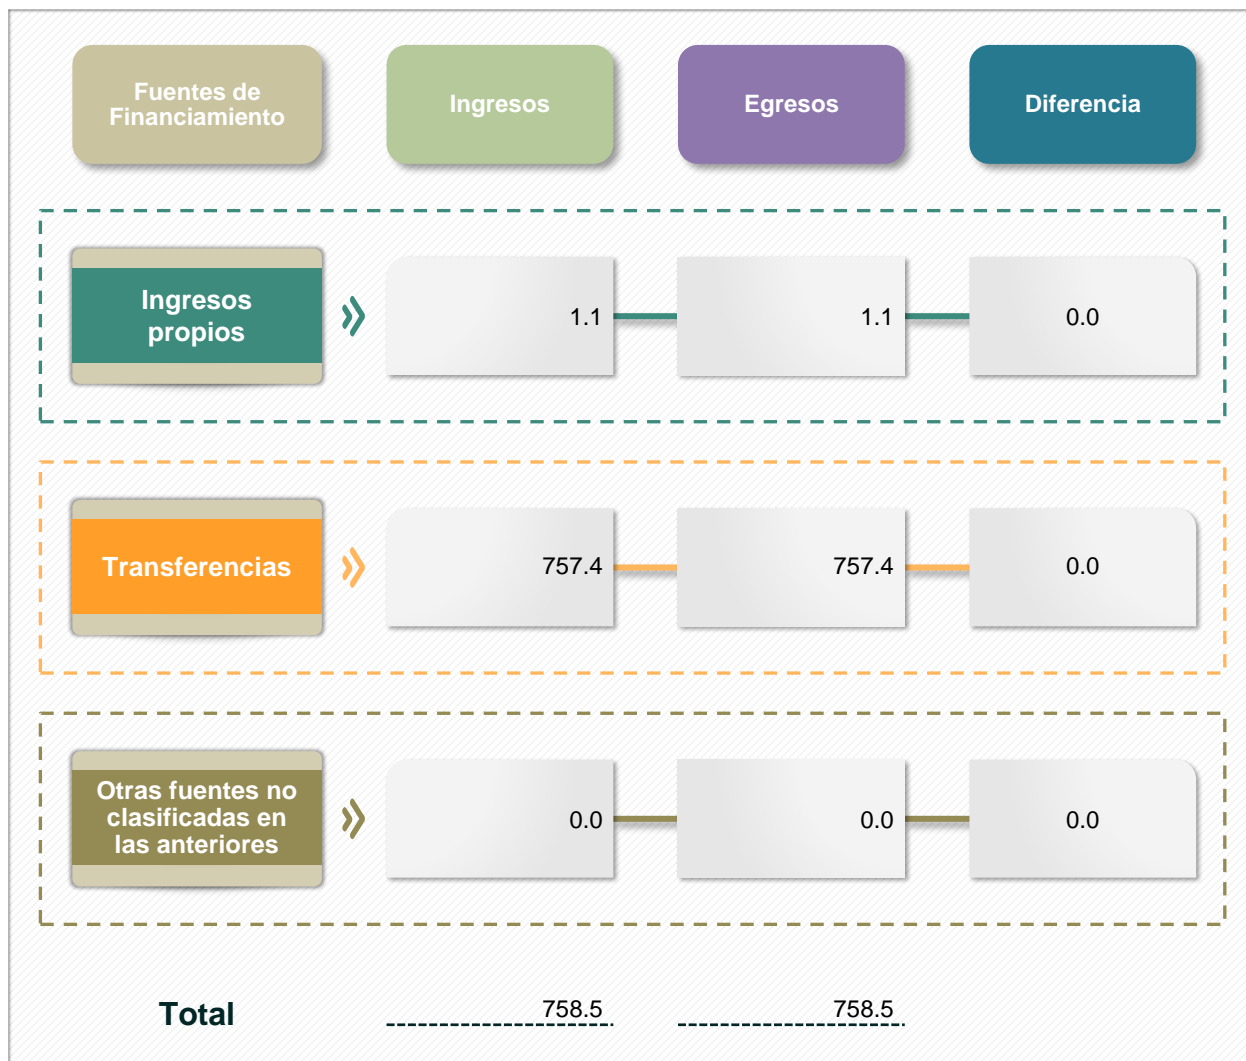 Fuentes de
Financiamiento
Ingresos
Egresos
Diferencia
Ingresos
propios
1.1
1.1
0.0
Transferencias
757.4
757.4
0.0
Otras fuentes no
clasificadas en
las anteriores
0.0
0.0
0.0
Total
758.5
758.5